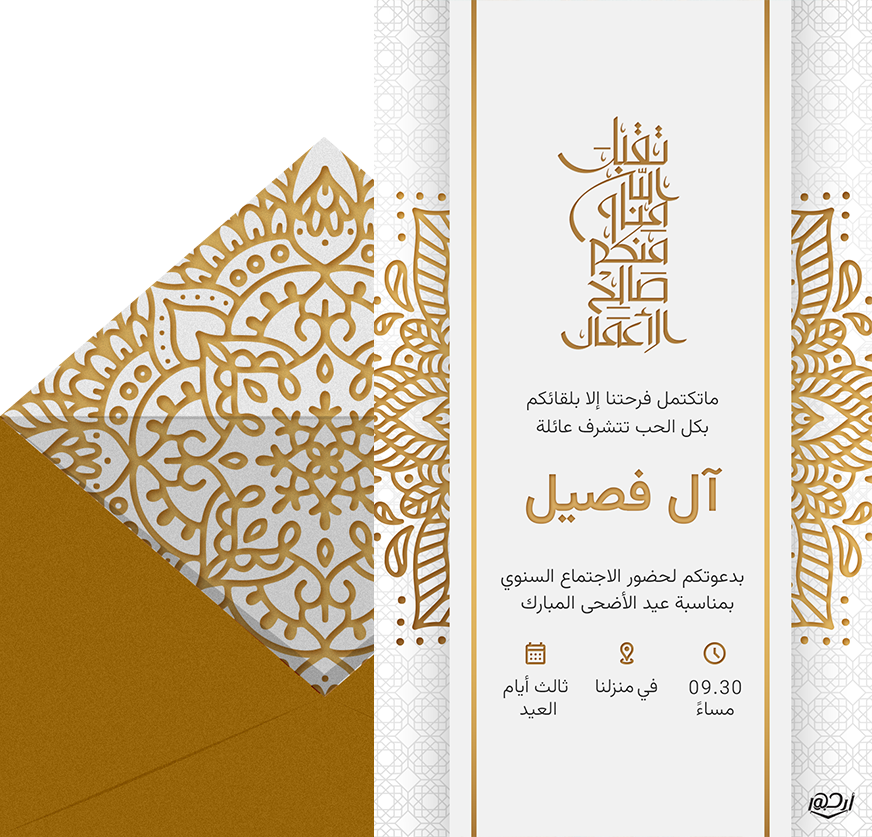 تقبل
الله
منا و
منكم
صالح
الأعمال
ماتكتمل فرحتنا إلا بلقائكم
بكل الحب تتشرف عائلة
آل فصيل
بدعوتكم لحضور الاجتماع السنوي
بمناسبة عيد الأضحى المبارك
09.30
مساءً
في منزلنا
ثالث أيام
العيد